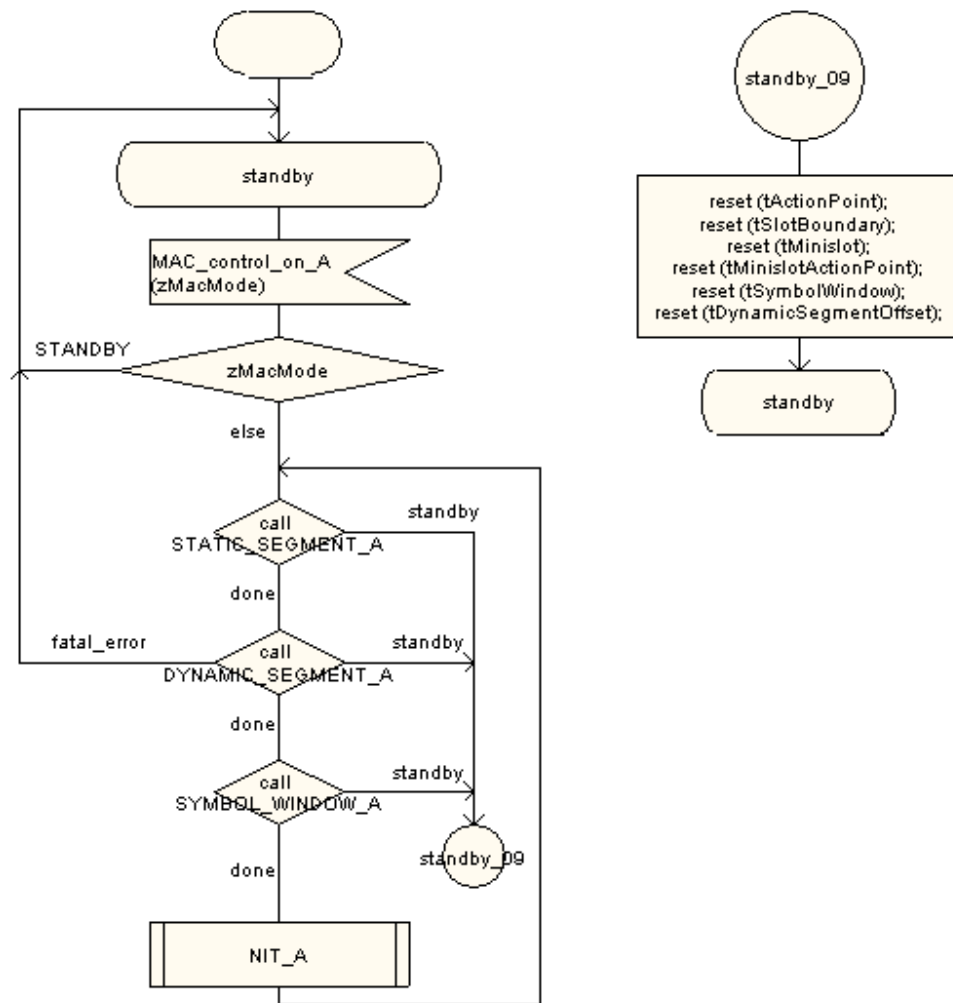 standby
MAC_control_on_A
(zMacMode)
STANDBY
zMacMode
else
call
STATIC_SEGMENT_A
standby
done
fatal_error
call
DYNAMIC_SEGMENT_A
standby
done
call
SYMBOL_WINDOW_A
standby
standby_09
done
NIT_A
standby_09
reset (tActionPoint);
reset (tSlotBoundary);
reset (tMinislot);
reset (tMinislotActionPoint);
reset (tSymbolWindow);
reset (tDynamicSegmentOffset);
standby